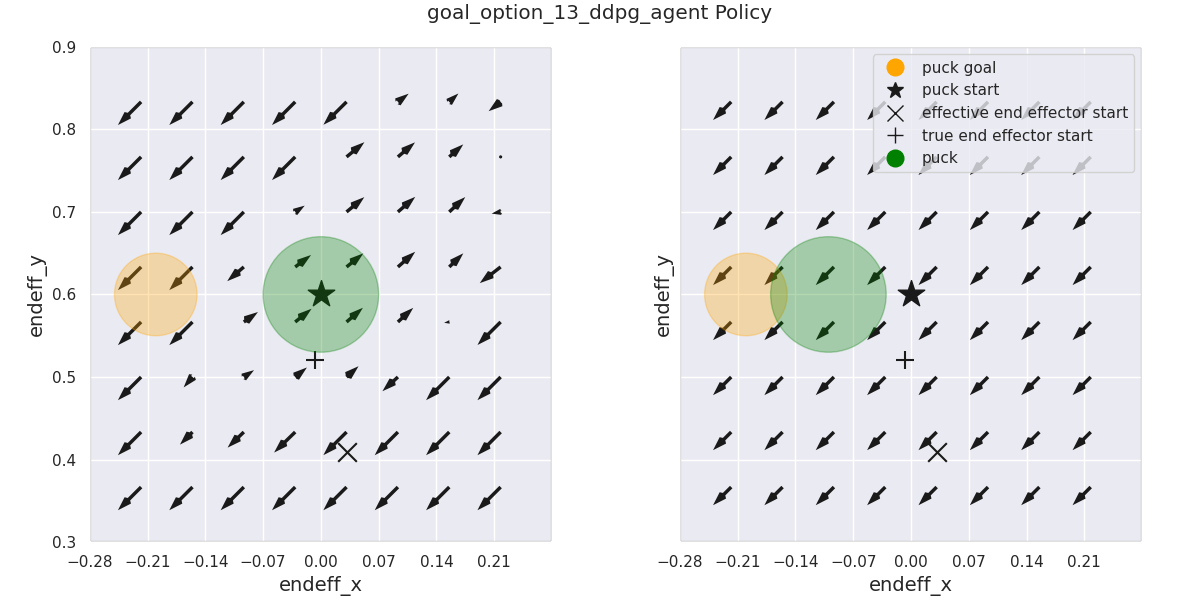 goal_option_13_ddpg_agent Policy
0.9
0.8
0.7
0.6
0.5
0.4
0.3
endeff_y
−0.28 −0.21 −0.14 −0.07 0.00 0.07 0.14 0.21
endeff_x
puck goal
puck start
effective end effector start
true end effector start
puck
endeff_y
−0.28 −0.21 −0.14 −0.07 0.00 0.07 0.14 0.21
endeff_x